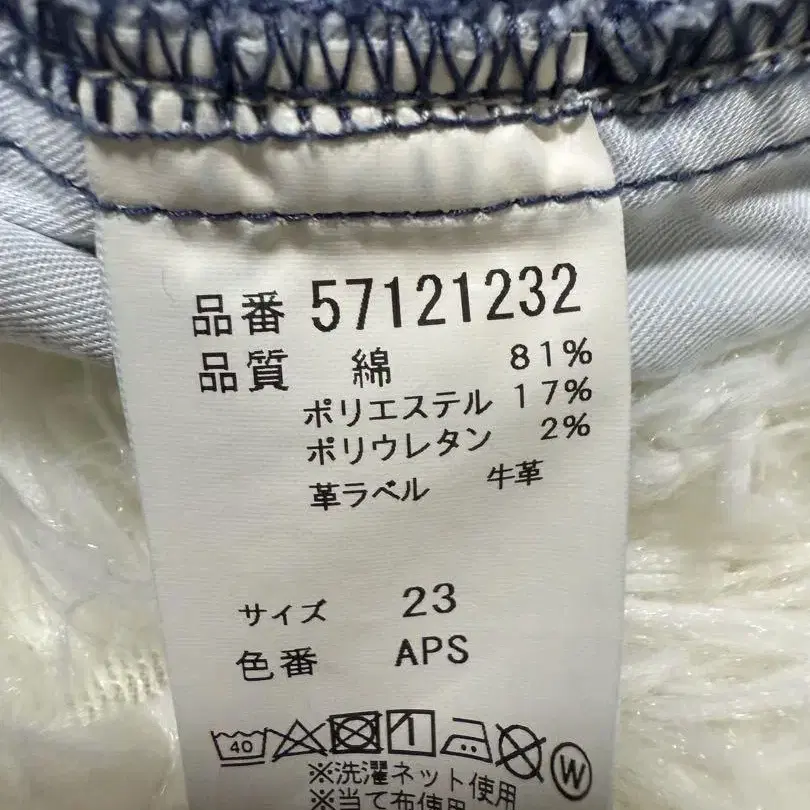 品番 57121232
品質 綿 81%
ポリエステル 17%
ポリウレタン 2%
革ラベル 牛革
サイズ 23
色番 APS
40 1 W
※洗濯ネット使用
※当て布使用